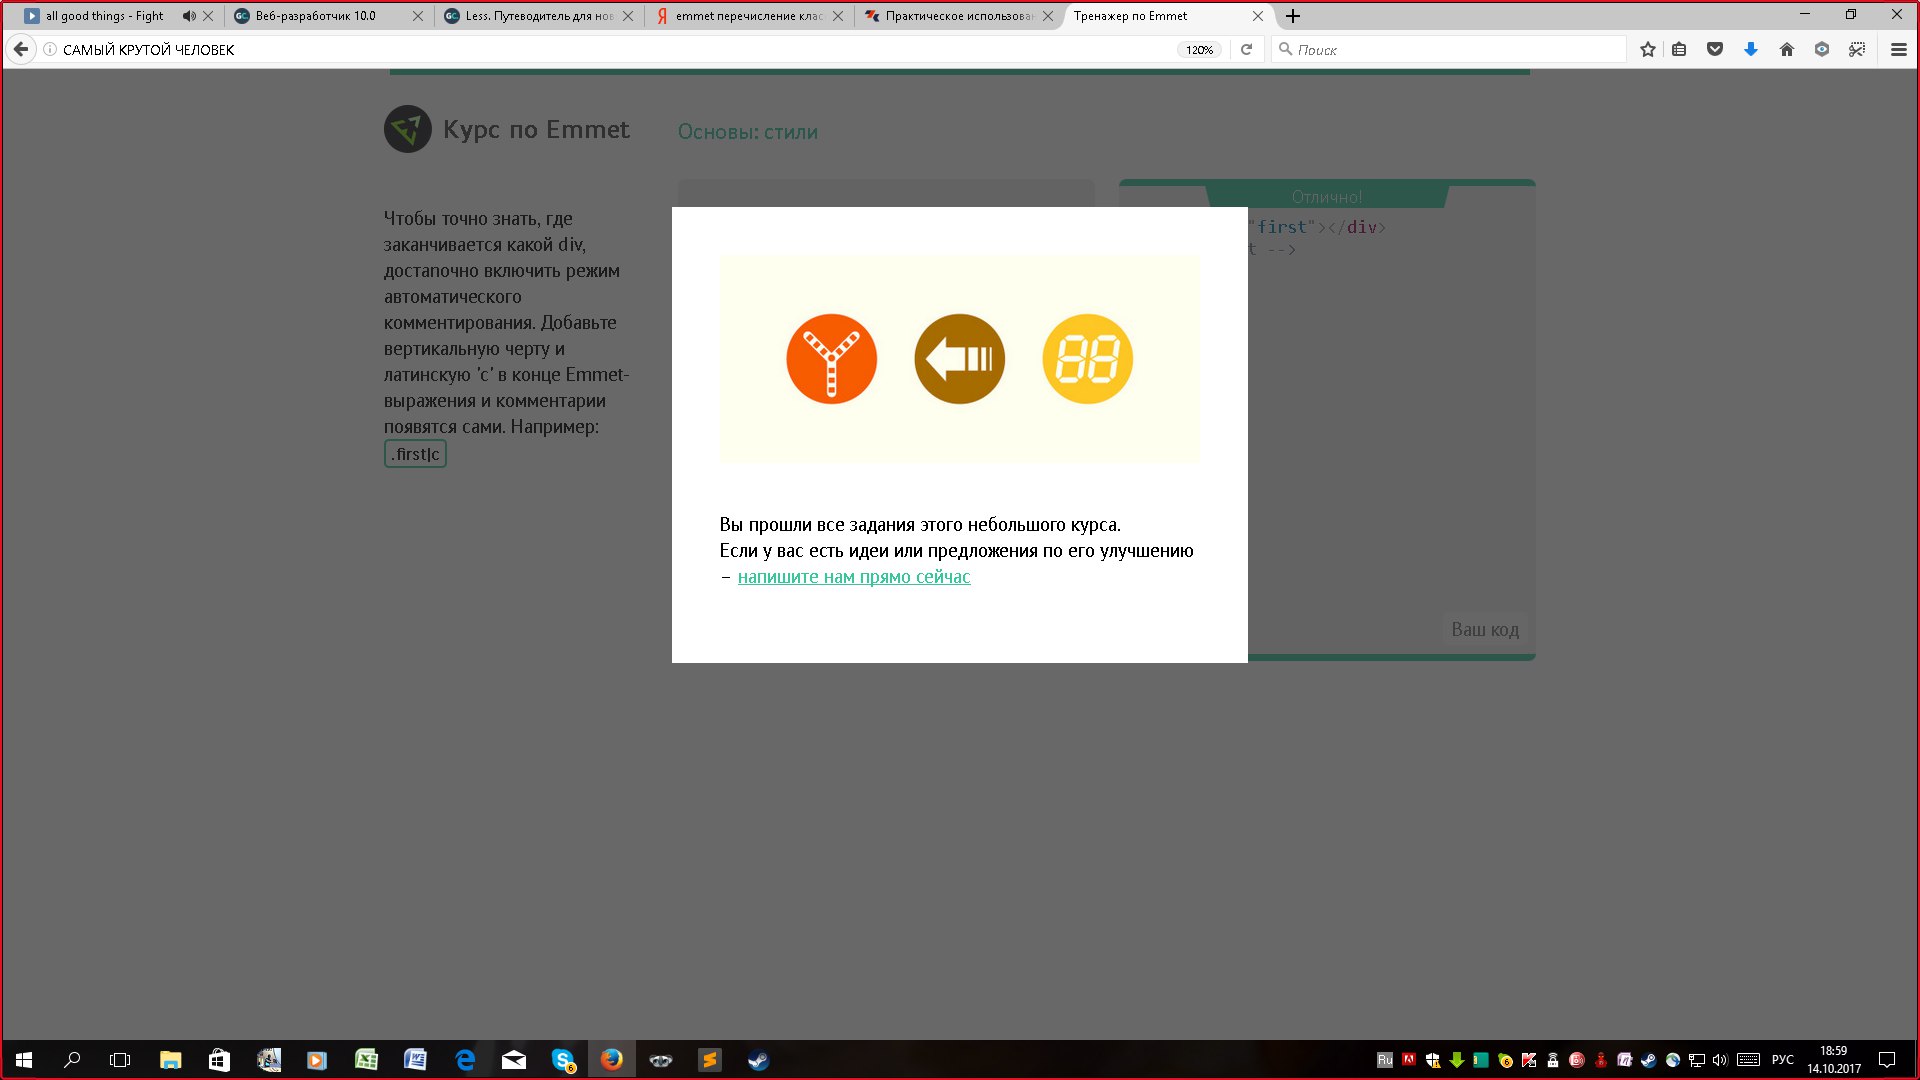 all good things - Fight
Веб-разработчик 10.0
Less. Путеводитель для нов
emmet перечисление клас
Практическое использован
Тренажер по Emmet
САМЫЙ КРУТОЙ ЧЕЛОВЕК
120%
Поиск
Курс по Emmet
Основы: стили
Чтобы точно знать, где
заканчивается какой div,
достапочно включить режим
автоматического
комментирования. Добавьте
вертикальную черту и
латинскую 'c' в конце Emmet-
выражения и комментарии
появятся сами. Например:
.first|c
Отлично!
"first"></div>
t -->
Вы прошли все задания этого небольшого курса.
Если у вас есть идеи или предложения по его улучшению
– напишите нам прямо сейчас
Ваш код
Ru
РУС
18:59
14.10.2017